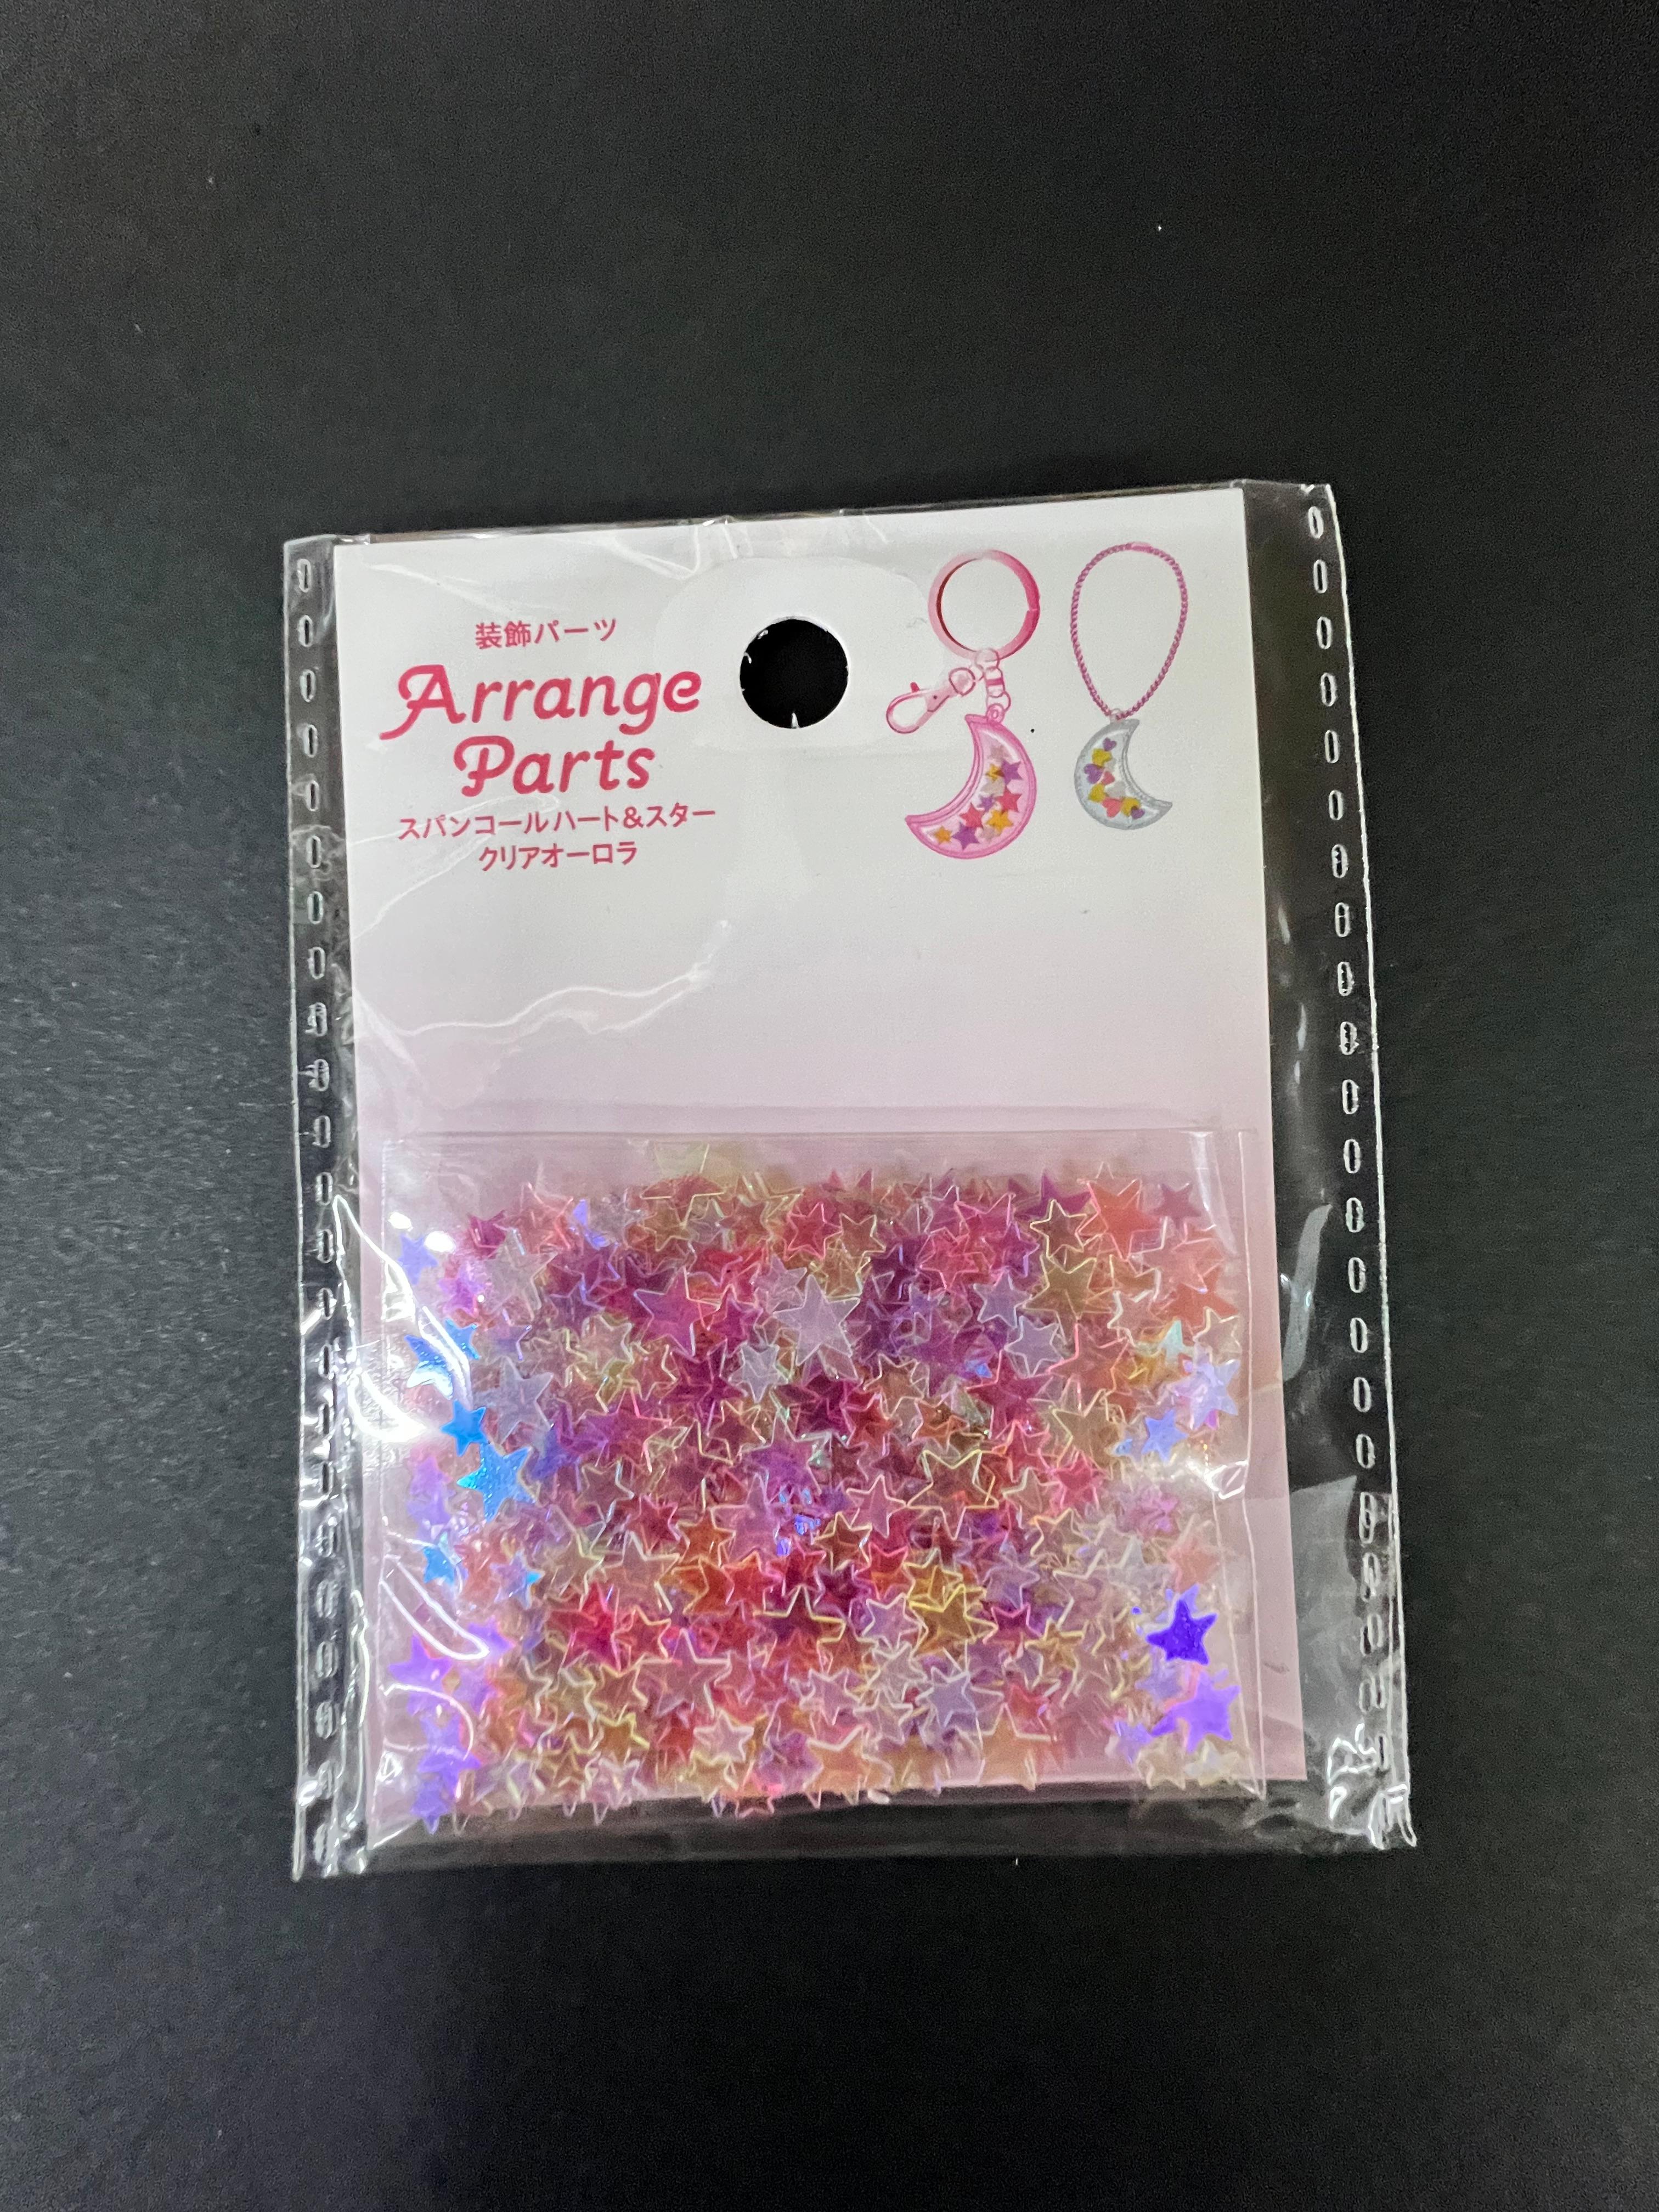 装飾パーツ
Arrange
Parts
スパンコールハート&スター
クリアオーロラ